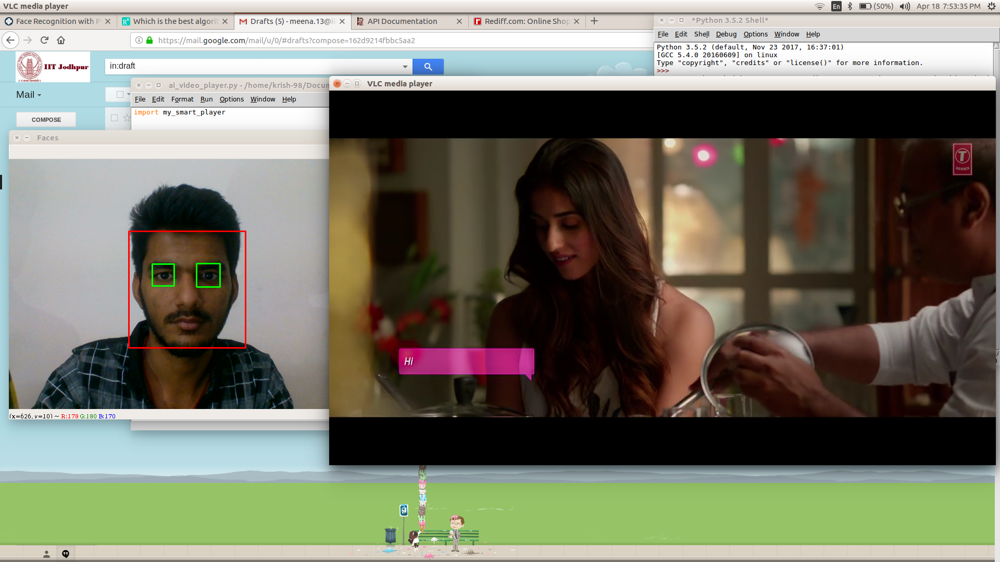 VLC media player
En
(50%)
Apr 18 7:53:35 PM
Face Recognition with P
Which is the best algorit
Drafts (5) - meena.13@ii
API Documentation
Rediff.com: Online Shop
https://mail.google.com/mail/u/0/#drafts?compose=162d9214fbbc5aa2
*Python 3.5.2 Shell*
File Edit Shell Debug Options Window Help
Python 3.5.2 (default, Nov 23 2017, 16:37:01)
[GCC 5.4.0 20160609] on linux
Type "copyright", "credits" or "license()" for more information.
>>>
IIT Jodhpur
in:draft
Mail
COMPOSE
ai_video_player.py - /home/krish-98/Docum
File Edit Format Run Options Window Help
import my_smart_player
VLC media player
Faces
T
SERIES
Hi
(x=626, y=10) ~ R:178 G:180 B:170